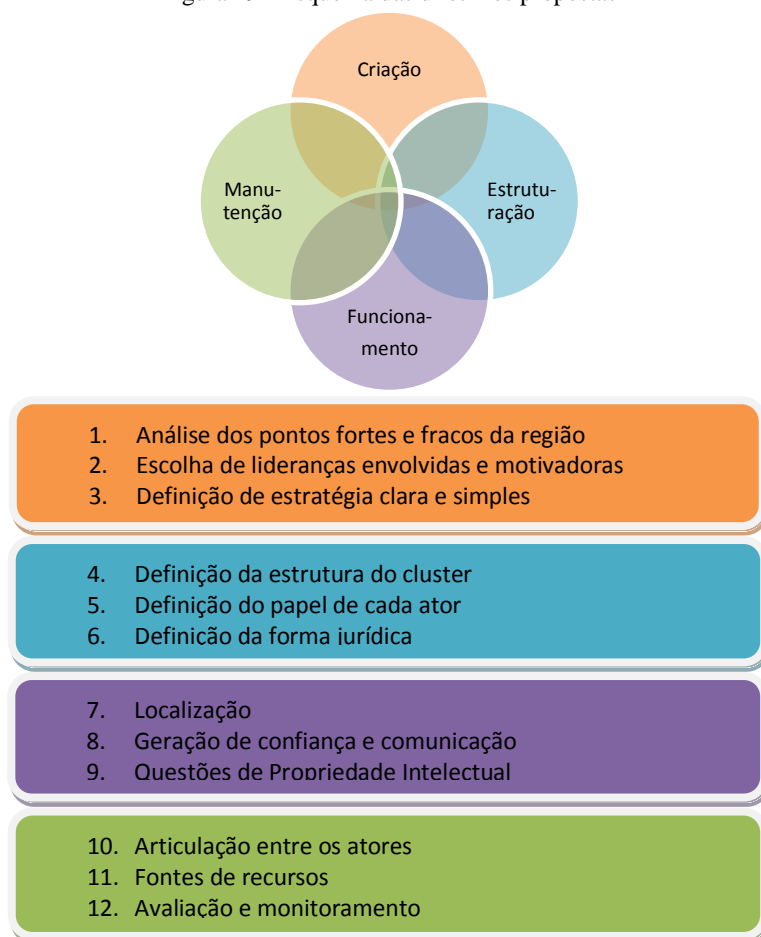 Criação
Manu-
tenção
Estrutu-
ração
Funciona-
mento
1. Análise dos pontos fortes e fracos da região
2. Escolha de lideranças envolvidas e motivadoras
3. Definição de estratégia clara e simples
4. Definição da estrutura do cluster
5. Definição do papel de cada ator
6. Definição da forma jurídica
7. Localização
8. Geração de confiança e comunicação
9. Questões de Propriedade Intelectual
10. Articulação entre os atores
11. Fontes de recursos
12. Avaliação e monitoramento